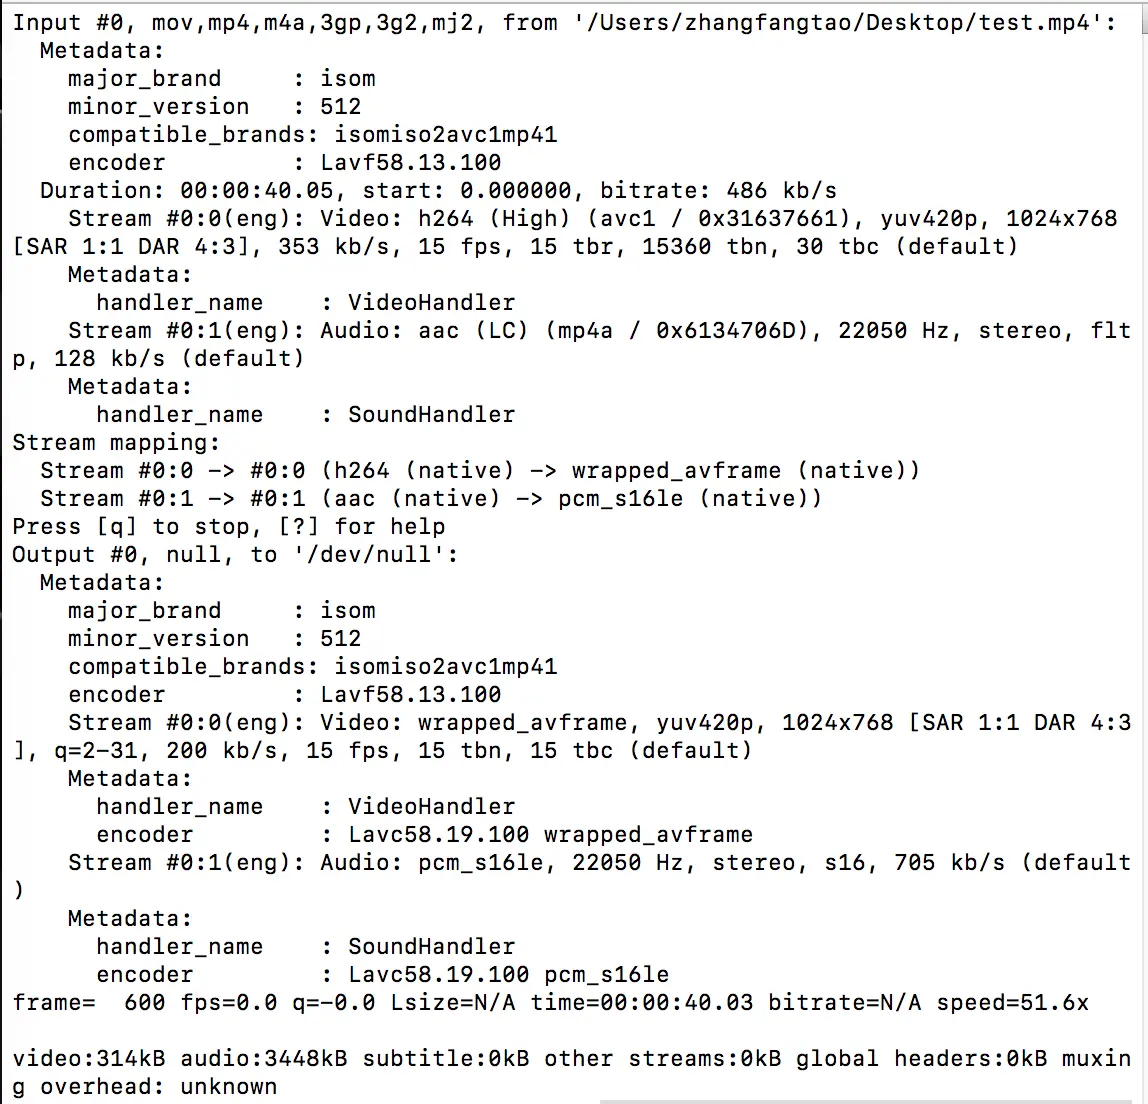 Input #0, mov,mp4,m4a,3gp,3g2,mj2, from '/Users/zhangfangtao/Desktop/test.mp4':
  Metadata:
    major_brand     : isom
    minor_version   : 512
    compatible_brands: isomiso2avc1mp41
    encoder         : Lavf58.13.100
  Duration: 00:00:40.05, start: 0.000000, bitrate: 486 kb/s
    Stream #0:0(eng): Video: h264 (High) (avc1 / 0x31637661), yuv420p, 1024x768
[SAR 1:1 DAR 4:3], 353 kb/s, 15 fps, 15 tbr, 15360 tbn, 30 tbc (default)
    Metadata:
      handler_name    : VideoHandler
    Stream #0:1(eng): Audio: aac (LC) (mp4a / 0x6134706D), 22050 Hz, stereo, flt
p, 128 kb/s (default)
    Metadata:
      handler_name    : SoundHandler
Stream mapping:
  Stream #0:0 -> #0:0 (h264 (native) -> wrapped_avframe (native))
  Stream #0:1 -> #0:1 (aac (native) -> pcm_s16le (native))
Press [q] to stop, [?] for help
Output #0, null, to '/dev/null':
  Metadata:
    major_brand     : isom
    minor_version   : 512
    compatible_brands: isomiso2avc1mp41
    encoder         : Lavf58.13.100
    Stream #0:0(eng): Video: wrapped_avframe, yuv420p, 1024x768 [SAR 1:1 DAR 4:3
], q=2-31, 200 kb/s, 15 fps, 15 tbn, 15 tbc (default)
    Metadata:
      handler_name    : VideoHandler
      encoder         : Lavc58.19.100 wrapped_avframe
    Stream #0:1(eng): Audio: pcm_s16le, 22050 Hz, stereo, s16, 705 kb/s (default
)
    Metadata:
      handler_name    : SoundHandler
      encoder         : Lavc58.19.100 pcm_s16le
frame=  600 fps=0.0 q=-0.0 Lsize=N/A time=00:00:40.03 bitrate=N/A speed=51.6x
video:314kB audio:3448kB subtitle:0kB other streams:0kB global headers:0kB muxin
g overhead: unknown